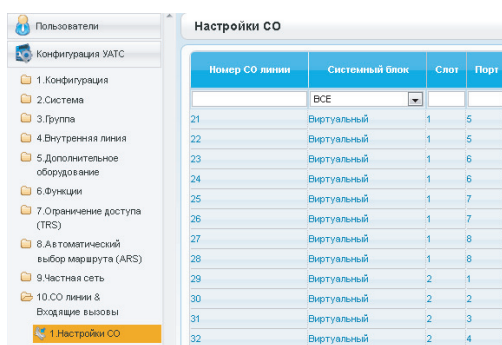 Пользователи
Конфигурация УАТС
1.Конфигурация
2.Система
3.Группа
4.Внутренняя линия
5.Дополнительное
оборудование
6.Функции
7.Ограничение доступа
(TRS)
8.Автоматический
выбор маршрута (ARS)
9.Частная сеть
10.СО линии &
Входящие вызовы
1.Настройки СО
Настройки СО
Номер СО линии Системный блок Слот Порт
ВСЕ
21 Виртуальный 1 5
22 Виртуальный 1 5
23 Виртуальный 1 6
24 Виртуальный 1 6
25 Виртуальный 1 7
26 Виртуальный 1 7
27 Виртуальный 1 8
28 Виртуальный 1 8
29 Виртуальный 2 1
30 Виртуальный 2 2
31 Виртуальный 2 3
32 Виртуальный 2 4